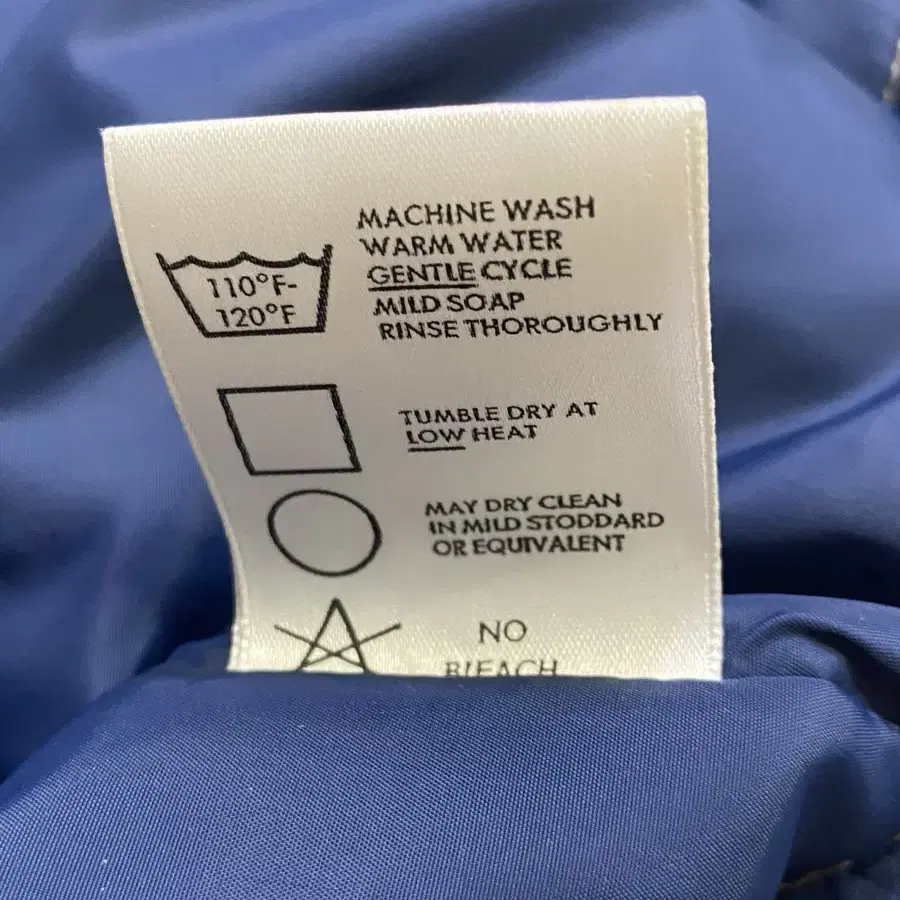 MACHINE WASH
WARM WATER
GENTLE CYCLE
MILD SOAP
RINSE THOROUGHLY
110°F-
120°F
TUMBLE DRY AT
LOW HEAT
MAY DRY CLEAN
IN MILD STODDARD
OR EQUIVALENT
NO
BLEACH